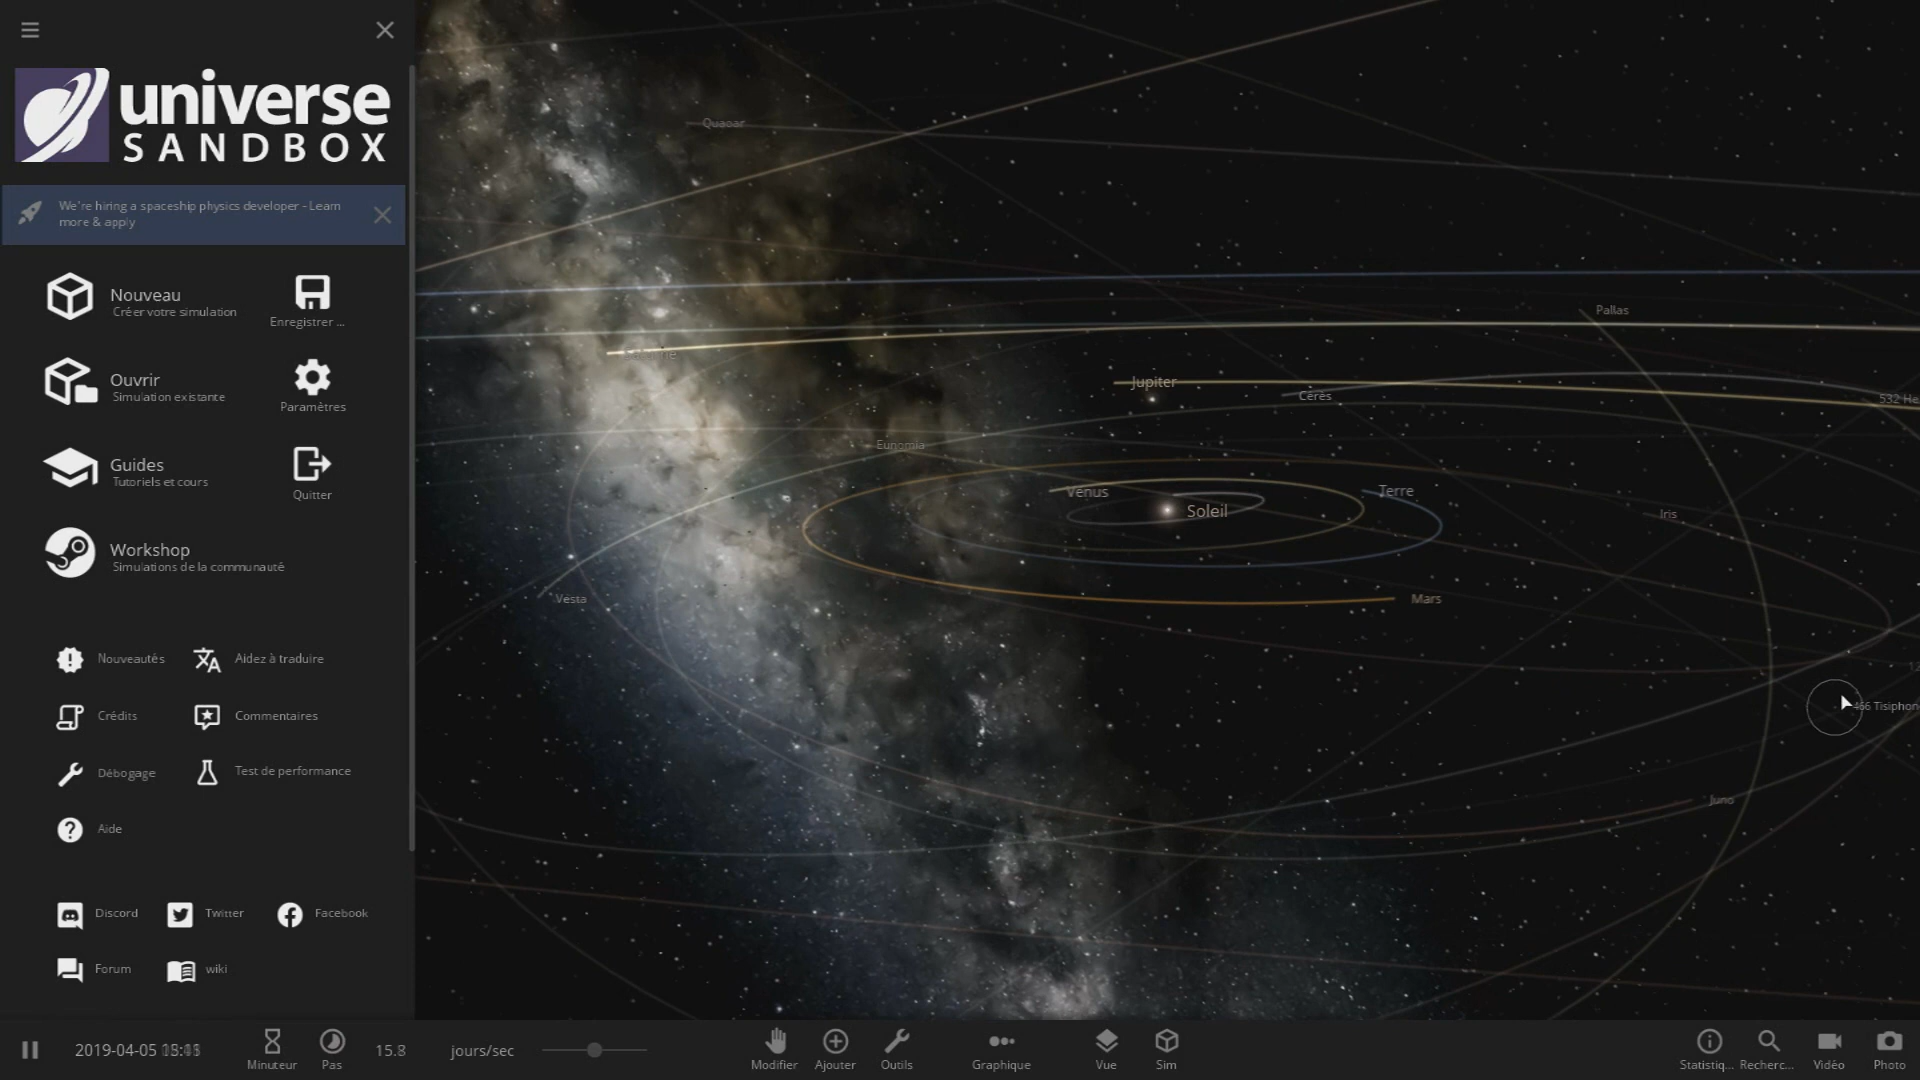 universe
SANDBOX
We're hiring a spaceship physics developer - Learn
more & apply
Nouveau
Créer votre simulation
Enregistrer ...
Ouvrir
Simulation existante
Paramètres
Guides
Tutoriels et cours
Quitter
Workshop
Simulations de la communauté
Nouveautés
Aidez à traduire
Crédits
Commentaires
Débogage
Test de performance
Aide
Discord
Twitter
Facebook
Forum
wiki
Quaoar
Pallas
Jupiter
Cérès
532 He
Eunomia
Vénus
Terre
Soleil
Iris
Vesta
Mars
466 Tisiphon
Juno
2019-04-05
Minuteur
Pas
15.8
jours/sec
Modifier
Ajouter
Outils
Graphique
Vue
Sim
Statistiq...
Recherc...
Vidéo
Photo